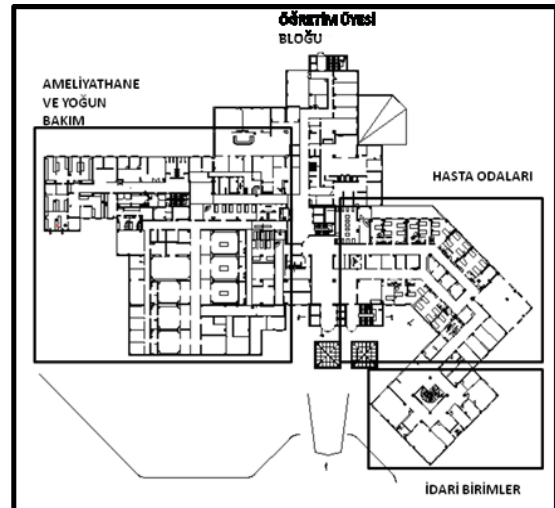 ÖĞRETİM ÜYESİ
BLOĞU
AMELİYATHANE
VE YOĞUN
BAKIM
HASTA ODALARI
İDARİ BİRİMLER